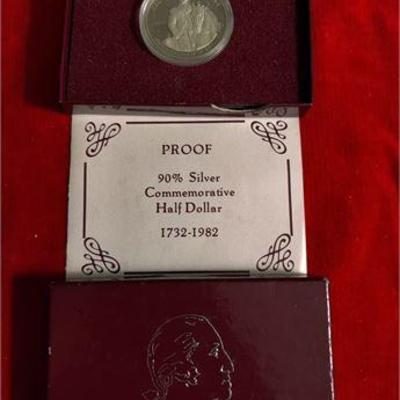 PROOF
90% Silver
Commemorative
Half Dollar
1732-1982